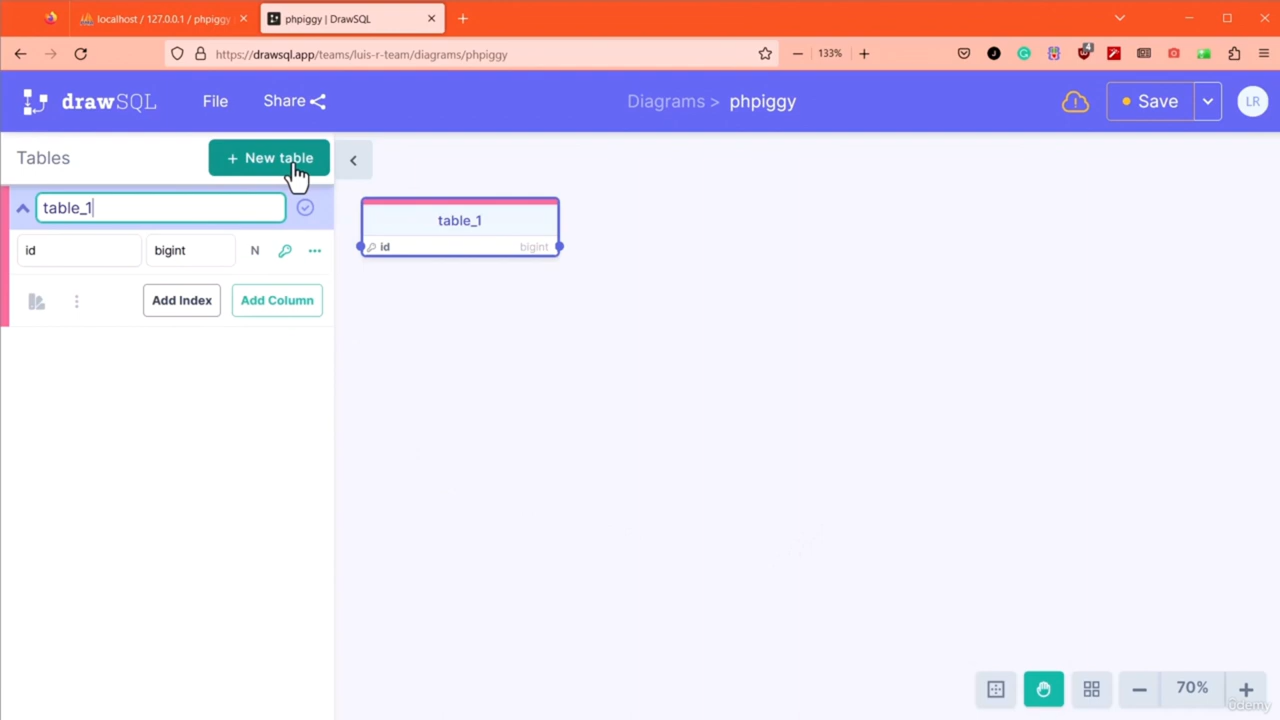 localhost / 127.0.0.1 / phpiggy
phpiggy | DrawSQL
https://drawsql.app/teams/luis-r-team/diagrams/phpiggy
133%
4
drawSQL
File
Share
Diagrams > phpiggy
Save
LR
Tables
+ New table
table_1
id
bigint
N
Add Index
Add Column
table_1
id
bigint
70%
ûdemy